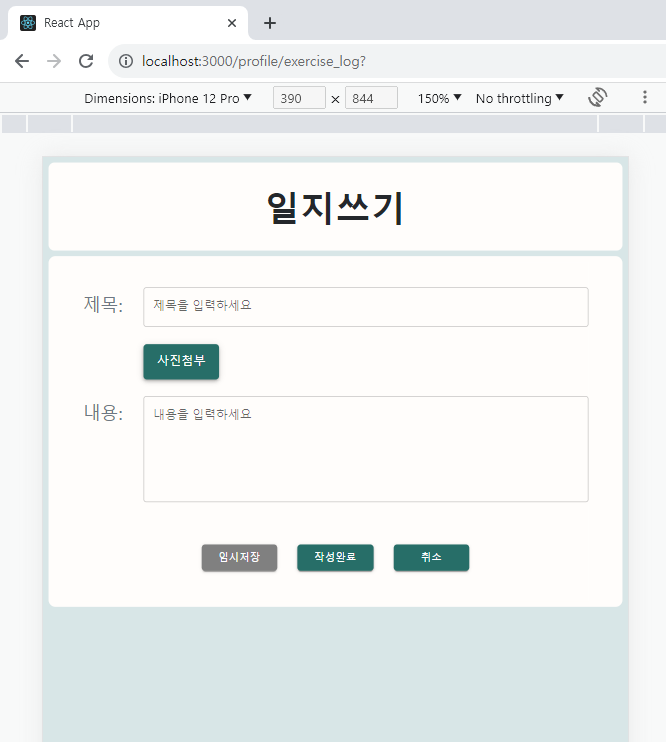 React App
localhost:3000/profile/exercise_log?
Dimensions: iPhone 12 Pro 390 × 844 150% No throttling
일지쓰기
제목: 제목을 입력하세요
사진첨부
내용: 내용을 입력하세요
임시저장 작성완료 취소